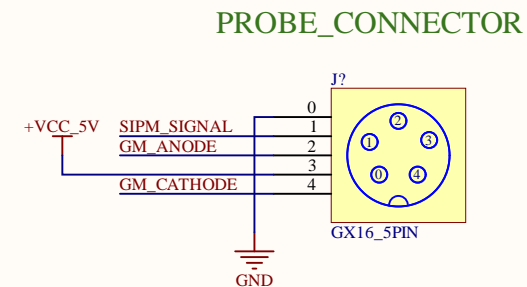 PROBE_CONNECTOR
J?
0
+VCC_5V SIPM_SIGNAL 1
GM_ANODE 2
3
GM_CATHODE 4
2
1 3
0 4
GX16_5PIN
GND